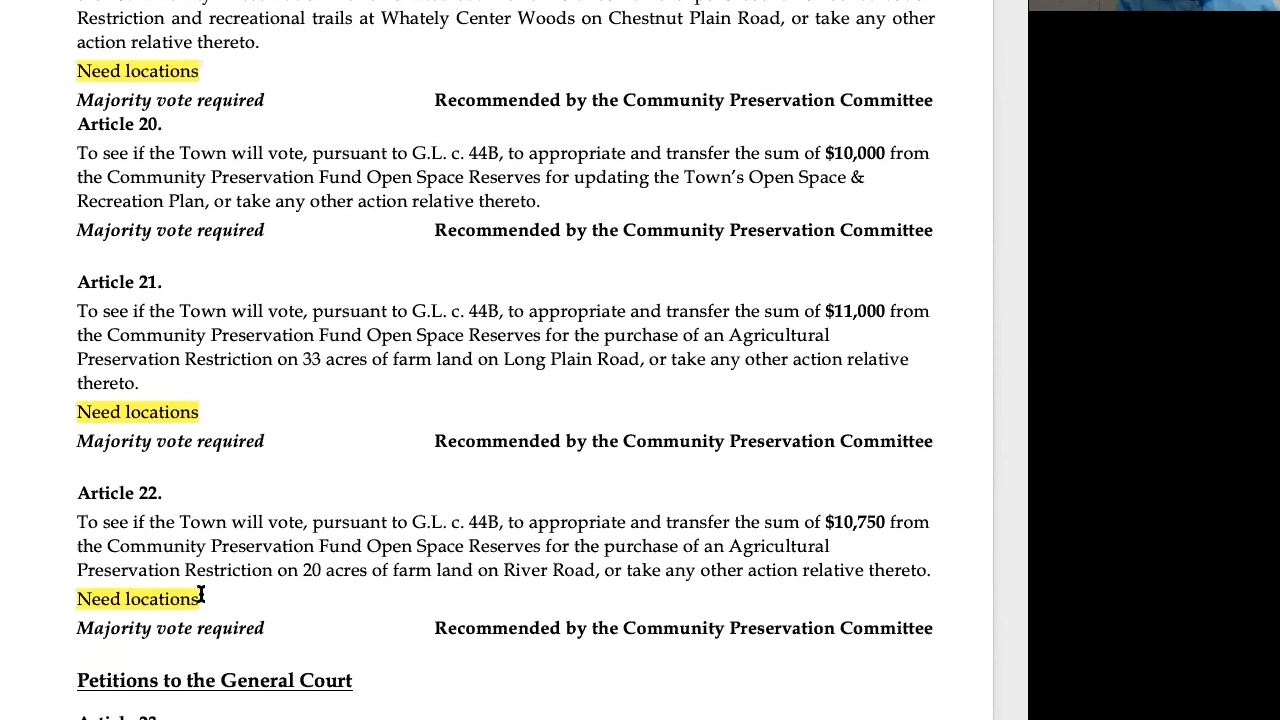 Restriction and recreational trails at Whately Center Woods on Chestnut Plain Road, or take any other
action relative thereto.
Need locations
Majority vote required Recommended by the Community Preservation Committee
Article 20.
To see if the Town will vote, pursuant to G.L. c. 44B, to appropriate and transfer the sum of $10,000 from
the Community Preservation Fund Open Space Reserves for updating the Town’s Open Space &
Recreation Plan, or take any other action relative thereto.
Majority vote required Recommended by the Community Preservation Committee
Article 21.
To see if the Town will vote, pursuant to G.L. c. 44B, to appropriate and transfer the sum of $11,000 from
the Community Preservation Fund Open Space Reserves for the purchase of an Agricultural
Preservation Restriction on 33 acres of farm land on Long Plain Road, or take any other action relative
thereto.
Need locations
Majority vote required Recommended by the Community Preservation Committee
Article 22.
To see if the Town will vote, pursuant to G.L. c. 44B, to appropriate and transfer the sum of $10,750 from
the Community Preservation Fund Open Space Reserves for the purchase of an Agricultural
Preservation Restriction on 20 acres of farm land on River Road, or take any other action relative thereto.
Need locations
Majority vote required Recommended by the Community Preservation Committee
Petitions to the General Court